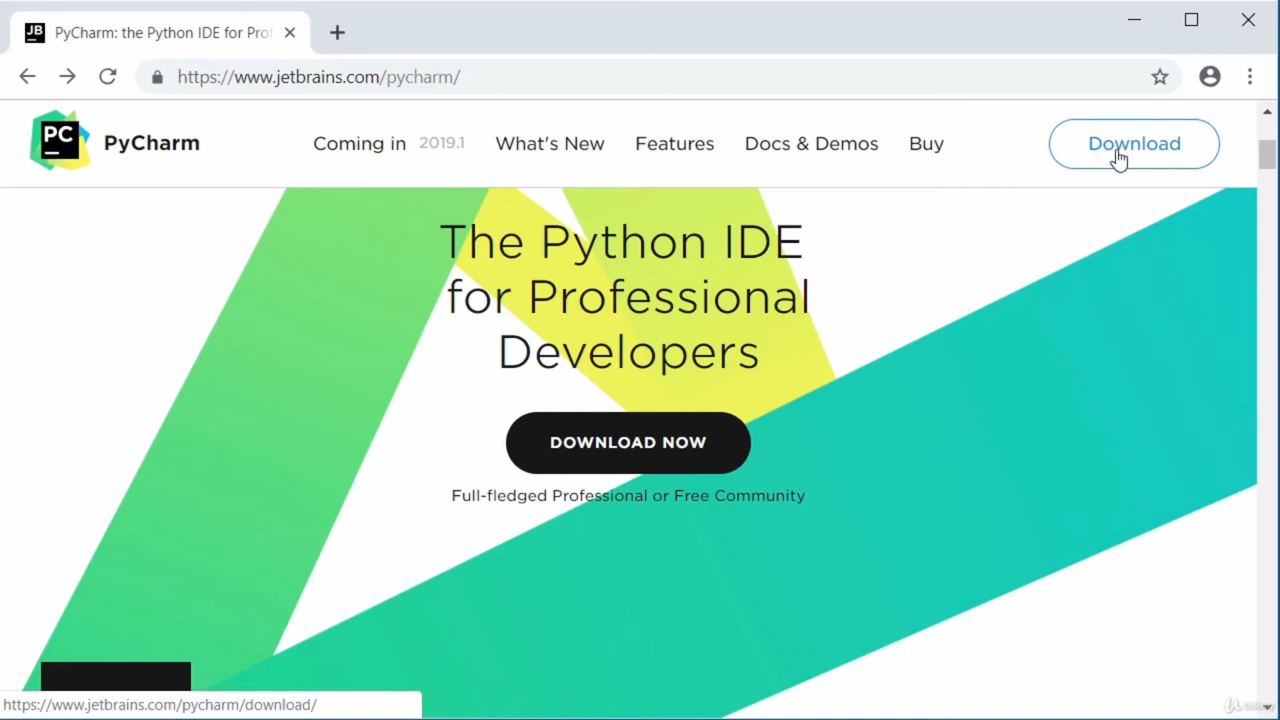 JB
PyCharm: the Python IDE for Prof
https://www.jetbrains.com/pycharm/
PC
PyCharm
Coming in 2019.1
What's New
Features
Docs & Demos
Buy
Download
The Python IDE
for Professional
Developers
DOWNLOAD NOW
Full-fledged Professional or Free Community
https://www.jetbrains.com/pycharm/download/